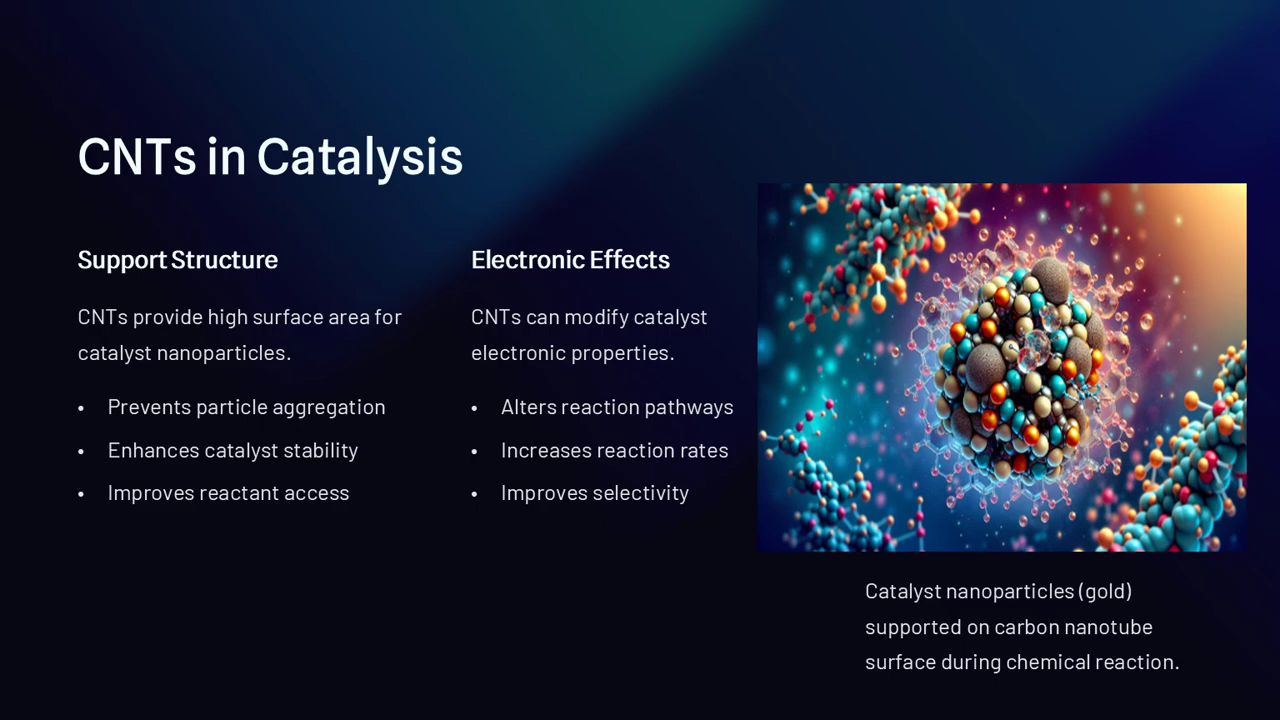 CNTs in Catalysis
Support Structure
CNTs provide high surface area for
catalyst nanoparticles.
• Prevents particle aggregation
• Enhances catalyst stability
• Improves reactant access
Electronic Effects
CNTs can modify catalyst
electronic properties.
• Alters reaction pathways
• Increases reaction rates
• Improves selectivity
Catalyst nanoparticles (gold)
supported on carbon nanotube
surface during chemical reaction.